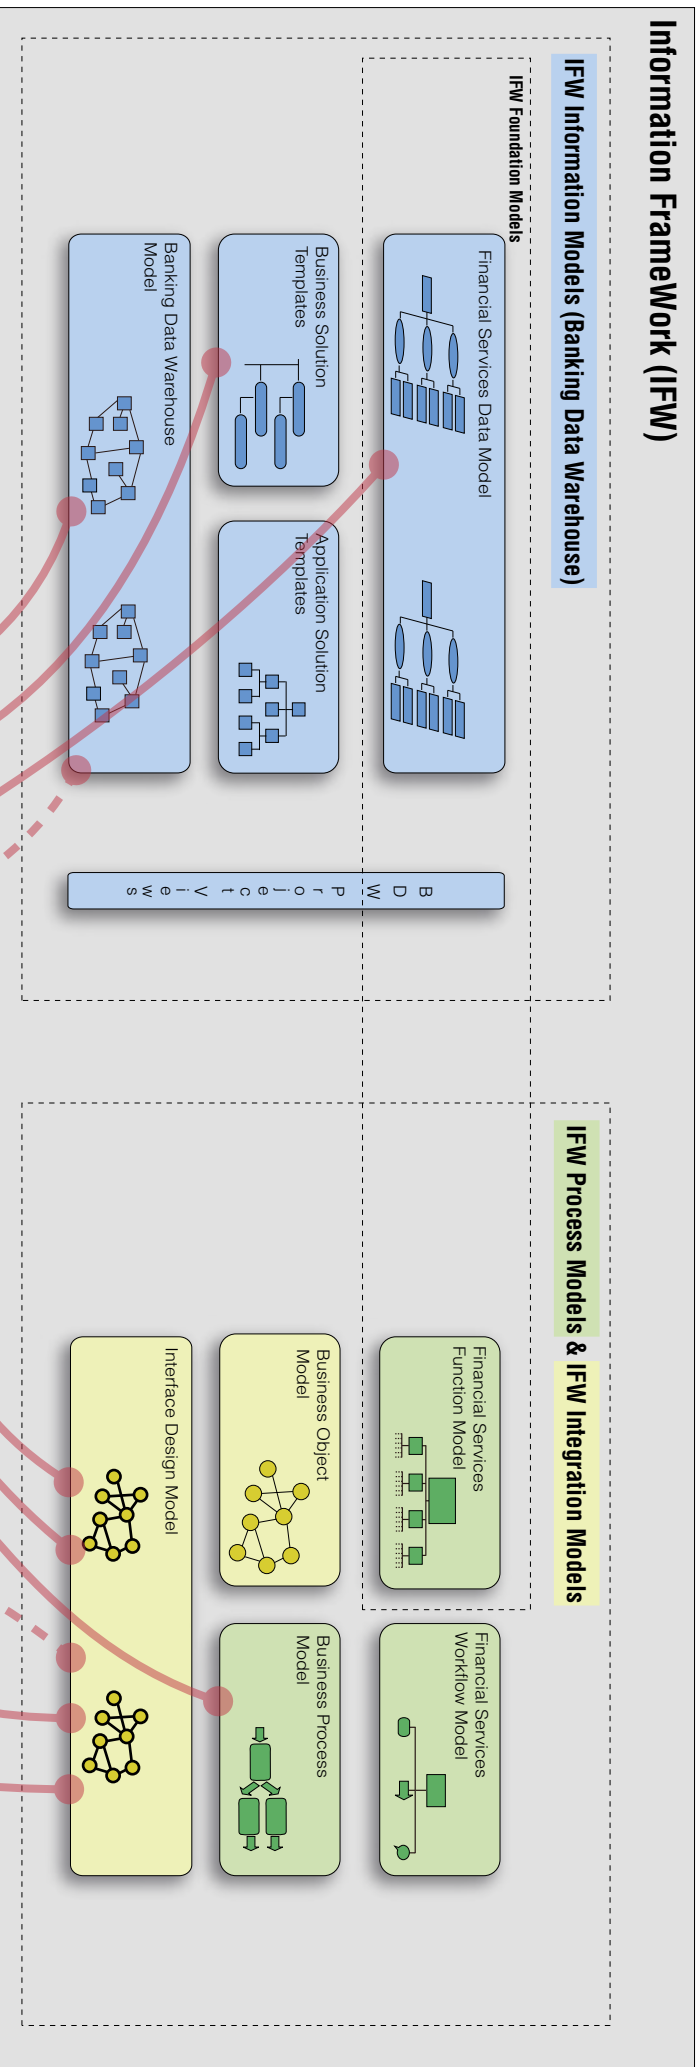 Information FrameWork (IFW)
IFW Information Models (Banking Data Warehouse)
IFW Foundation Models
Financial Services Data Model
Business Solution
Templates
Application Solution
Templates
Banking Data Warehouse
Model
BDW Project Views
IFW Process Models & IFW Integration Models
Financial Services
Function Model
Financial Services
Workflow Model
Business Object
Model
Business Process
Model
Interface Design Model